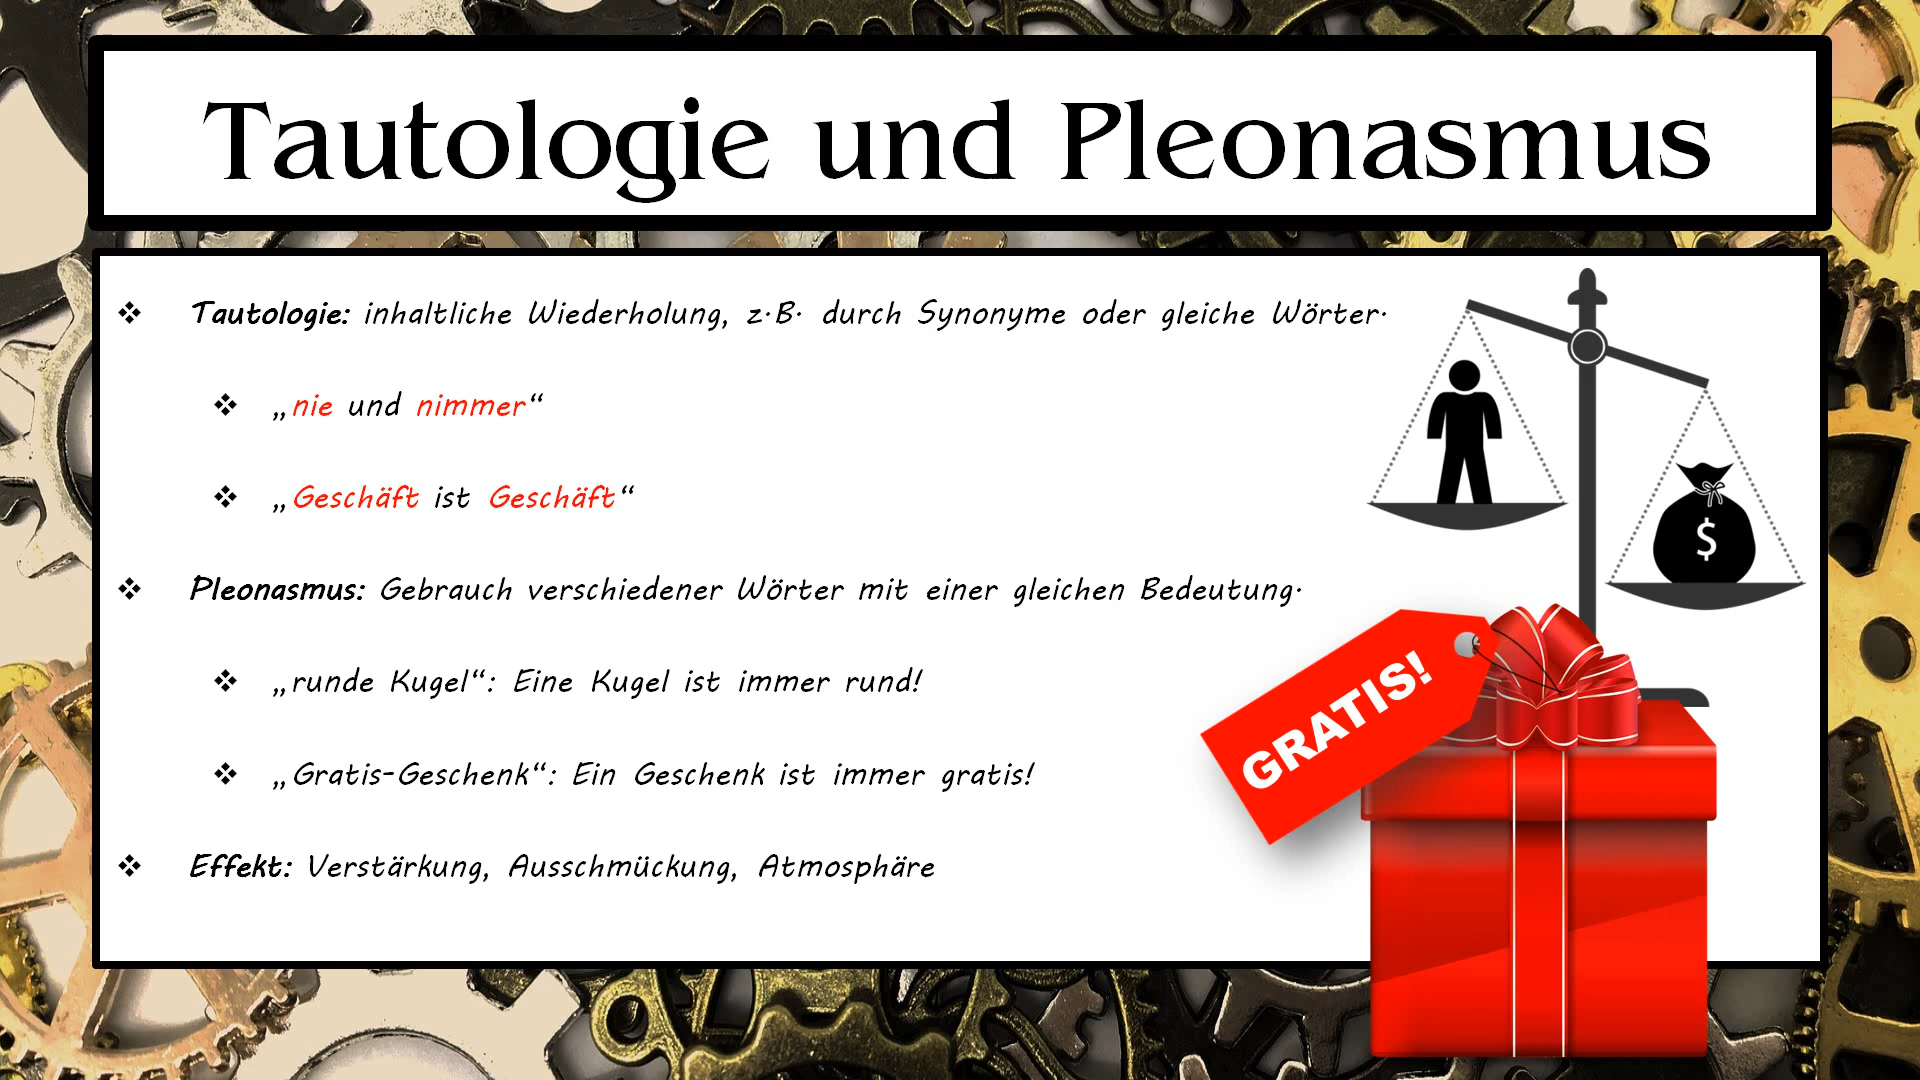 Tautologie und Pleonasmus
❖ Tautologie: inhaltliche Wiederholung, z.B. durch Synonyme oder gleiche Wörter.
❖ „nie und nimmer“
❖ „Geschäft ist Geschäft“
❖ Pleonasmus: Gebrauch verschiedener Wörter mit einer gleichen Bedeutung.
❖ „runde Kugel“: Eine Kugel ist immer rund!
❖ „Gratis-Geschenk“: Ein Geschenk ist immer gratis!
❖ Effekt: Verstärkung, Ausschmückung, Atmosphäre
$
GRATIS!